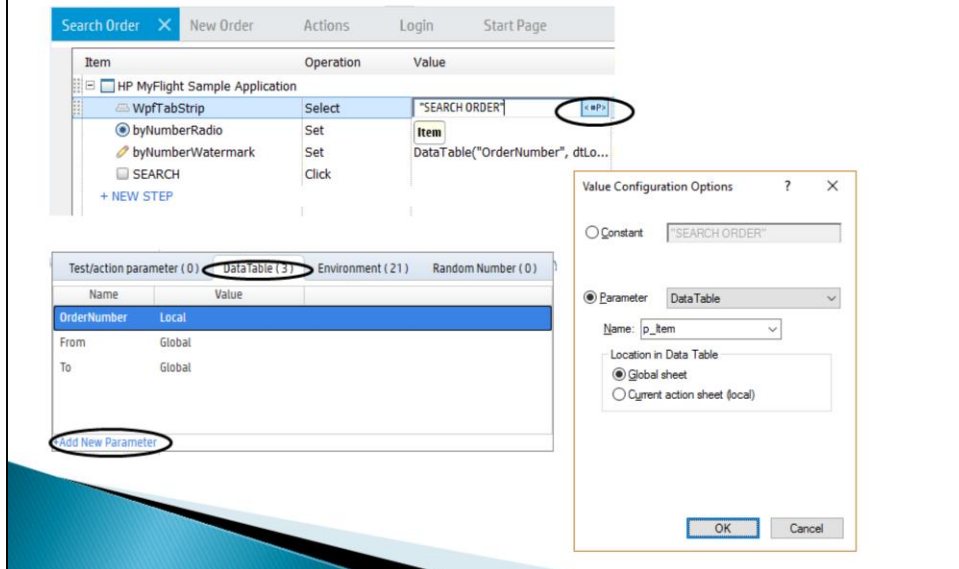 Search Order × New Order Actions Login Start Page
Item Operation Value
HP MyFlight Sample Application
WpfTabStrip Select "SEARCH ORDER" <#P>
byNumberRadio Set Item
byNumberWatermark Set DataTable("OrderNumber", dtLo...
SEARCH Click
+ NEW STEP
Test/action parameter ( 0 ) DataTable ( 3 ) Environment ( 21 ) Random Number ( 0 )
Name Value
OrderNumber Local
From Global
To Global
+Add New Parameter
Value Configuration Options ? ×
Constant "SEARCH ORDER"
Parameter DataTable
Name: p_Item
Location in Data Table
Global sheet
Current action sheet (local)
OK Cancel